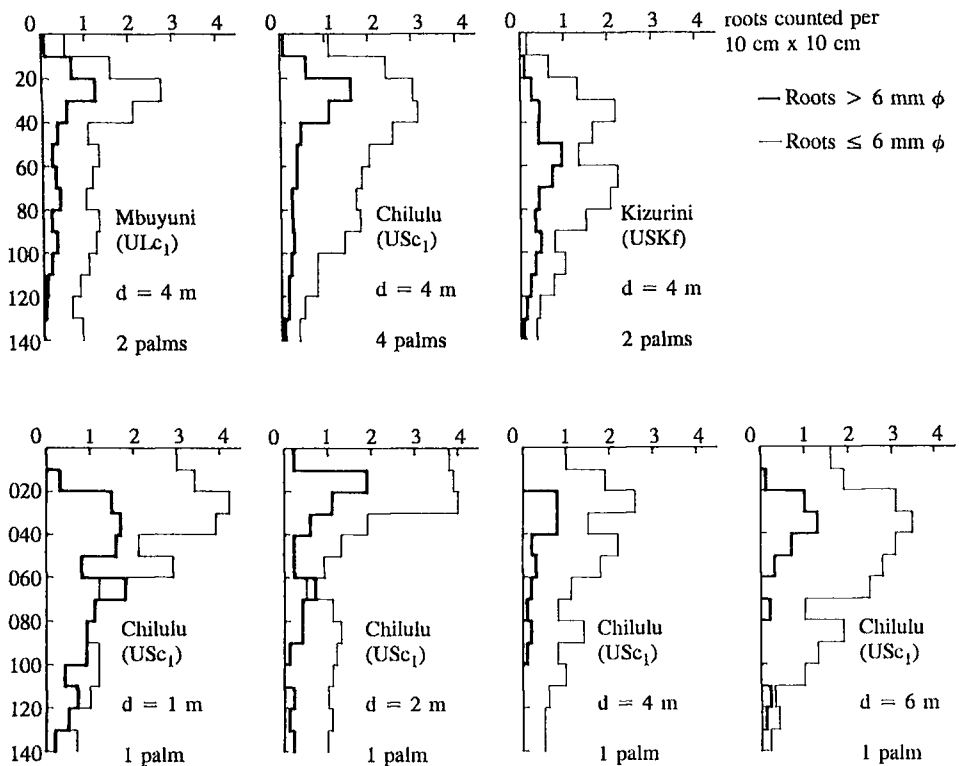 0 1 2 3 4
0 1 2 3 4
0 1 2 3 4
roots counted per
10 cm x 10 cm
Roots > 6 mm ϕ
Roots ≤ 6 mm ϕ
20
40
60
80
100
120
140
Mbuyuni
(ULc₁)
d = 4 m
2 palms
Chilulu
(USc₁)
d = 4 m
4 palms
Kizurini
(USKf)
d = 4 m
2 palms
0 1 2 3 4
0 1 2 3 4
0 1 2 3 4
0 1 2 3 4
020
040
060
080
100
120
140
Chilulu
(USc₁)
d = 1 m
1 palm
Chilulu
(USc₁)
d = 2 m
1 palm
Chilulu
(USc₁)
d = 4 m
1 palm
Chilulu
(USc₁)
d = 6 m
1 palm